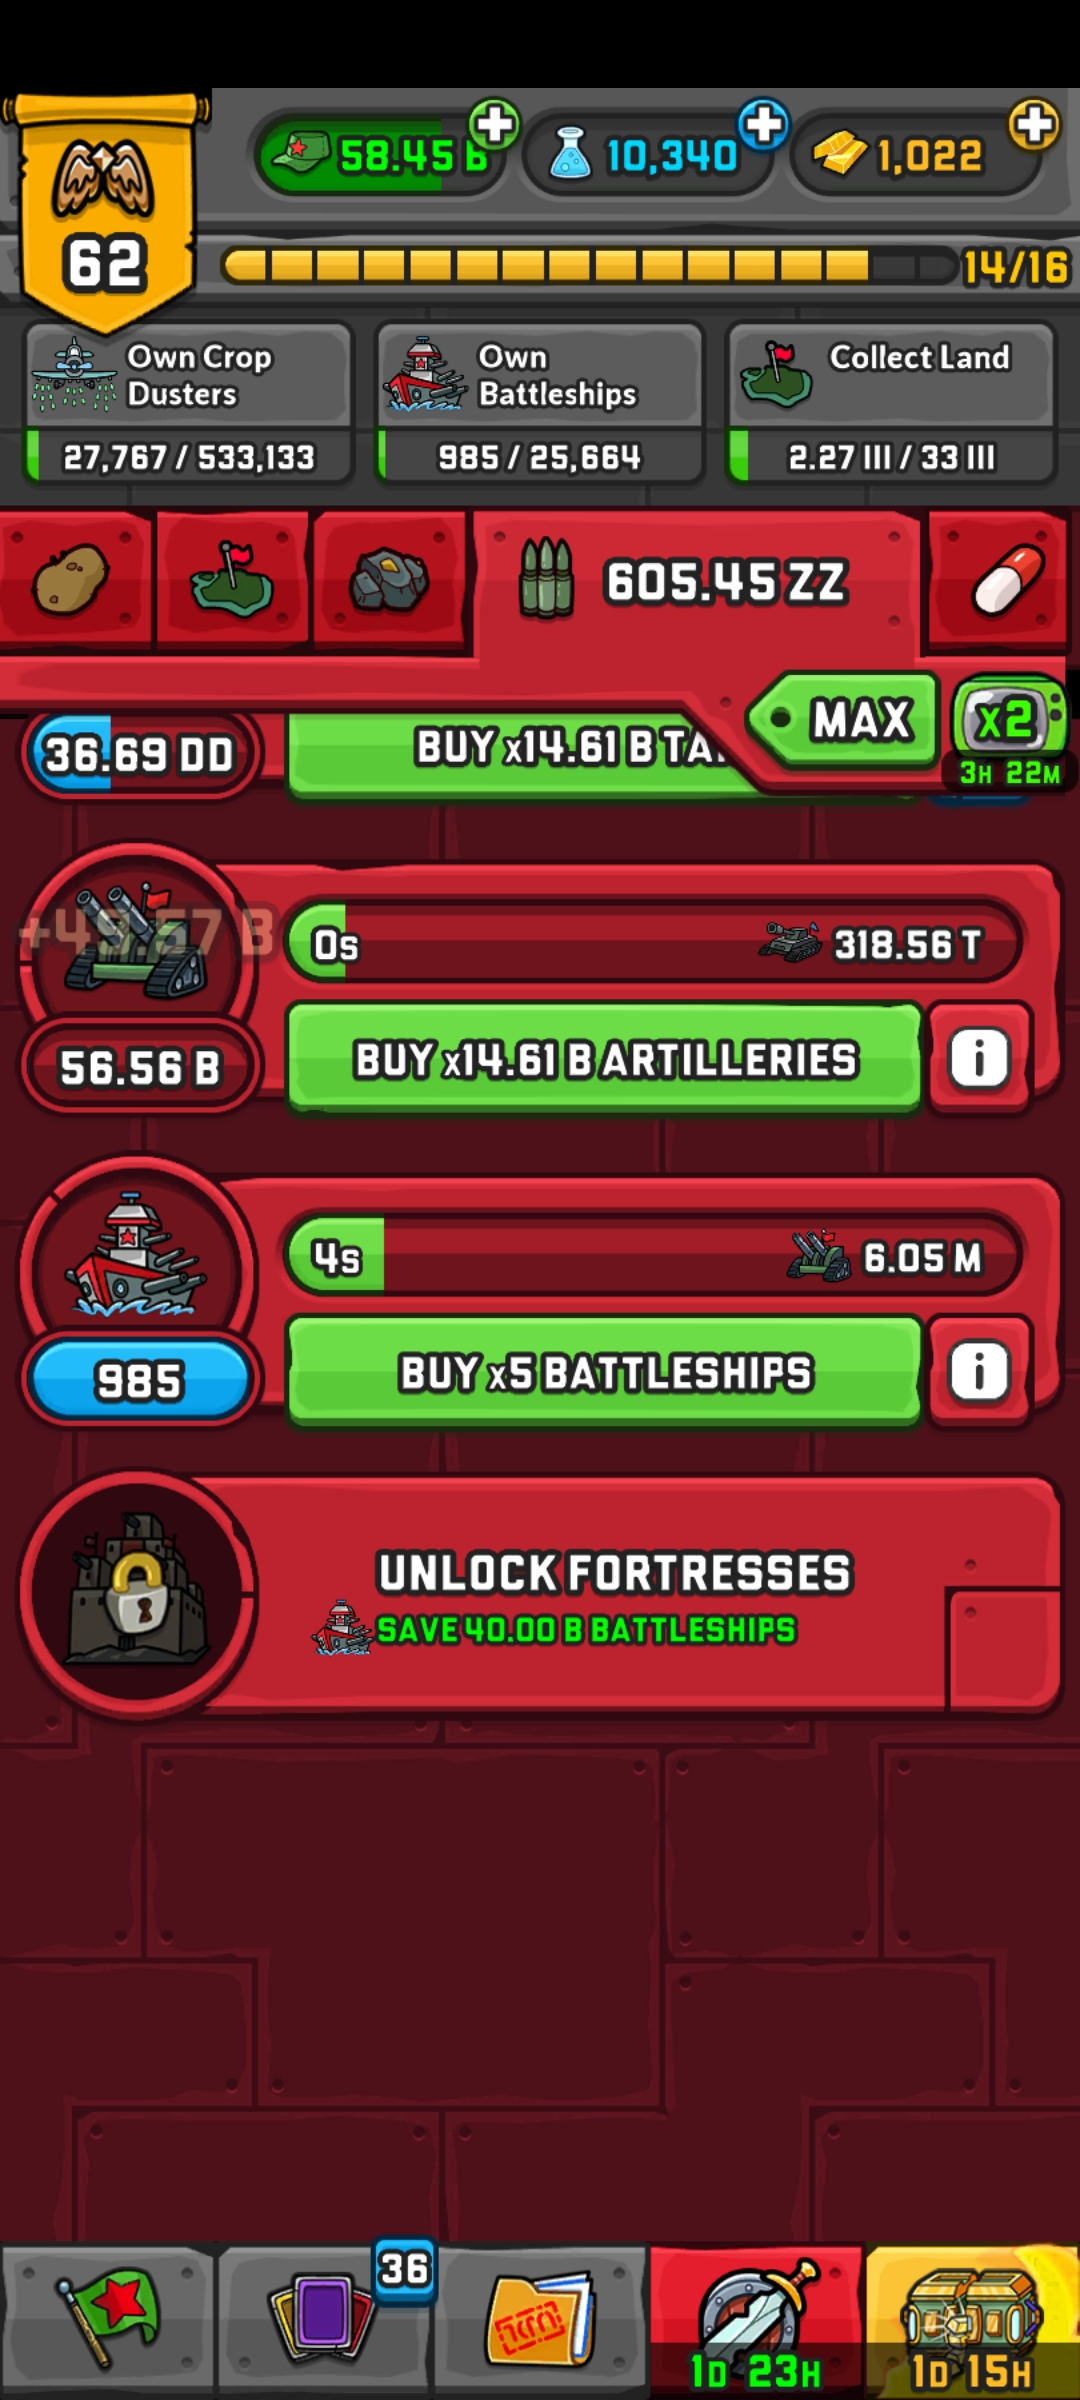 58.45 B
10,340
1,022
62
14/16
Own Crop
Dusters
27,767 / 533,133
Own
Battleships
985 / 25,664
Collect Land
2.27 III / 33 III
605.45 ZZ
MAX
x2
3H 22M
36.69 DD
BUY x14.61 B TA
0s
318.56 T
56.56 B
BUY x14.61 B ARTILLERIES
i
4s
6.05 M
985
BUY x5 BATTLESHIPS
i
UNLOCK FORTRESSES
SAVE 40.00 B BATTLESHIPS
36
1D 23H
1D 15H